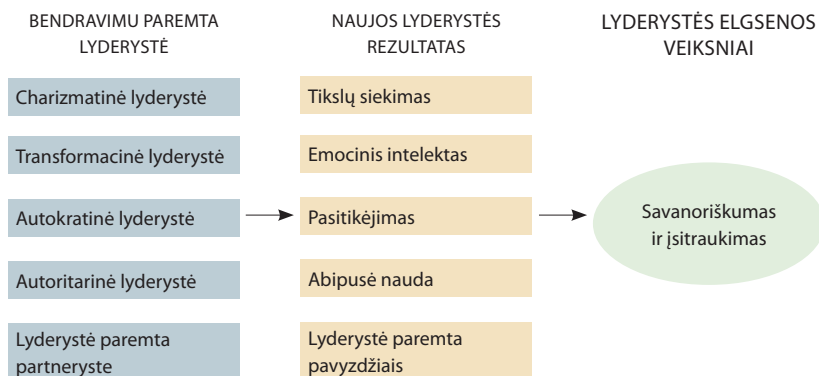 BENDRAVIMU PAREMTA
LYDERYSTĖ
NAUJOS LYDERYSTĖS
REZULTATAS
LYDERYSTĖS ELGSENOS
VEIKSNIAI
Charizmatinė lyderystė
Tikslų siekimas
Transformacinė lyderystė
Emocinis intelektas
Autokratinė lyderystė
Pasitikėjimas
Savanoriškumas
ir įsitraukimas
Autoritarinė lyderystė
Abipusė nauda
Lyderystė paremta
partneryste
Lyderystė paremta
pavyzdžiais